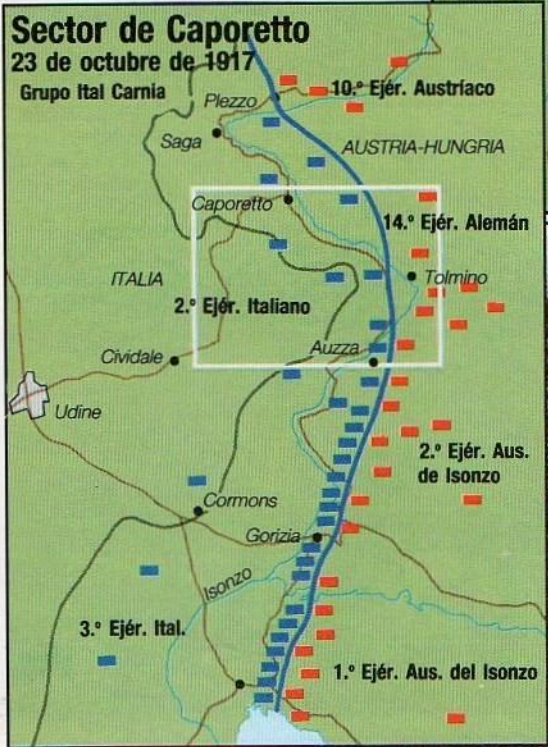 Sector de Caporetto
23 de octubre de 1917
Grupo Ital Carnia
10.º Ejér. Austríaco
Plezzo
Saga
AUSTRIA-HUNGRIA
Caporetto
14.º Ejér. Alemán
ITALIA
Tolmino
2.º Ejér. Italiano
Auzza
Cividale
Udine
2.º Ejér. Aus.
de Isonzo
Cormons
Gorizia
Isonzo
3.º Ejér. Ital.
1.º Ejér. Aus. del Isonzo